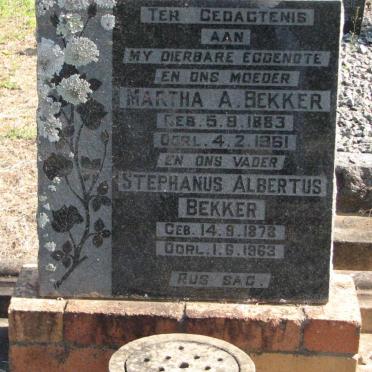 TER GEDAGTENIS
AAN
MY DIERBARE EGGENOTE
EN ONS MOEDER
MARTHA A. BEKKER
GEB. 5.9.1883
OORL. 4.2.1961
EN ONS VADER
STEPHANUS ALBERTUS
BEKKER
GEB. 14.9.1878
OORL. 1.6.1963
RUS SAG.